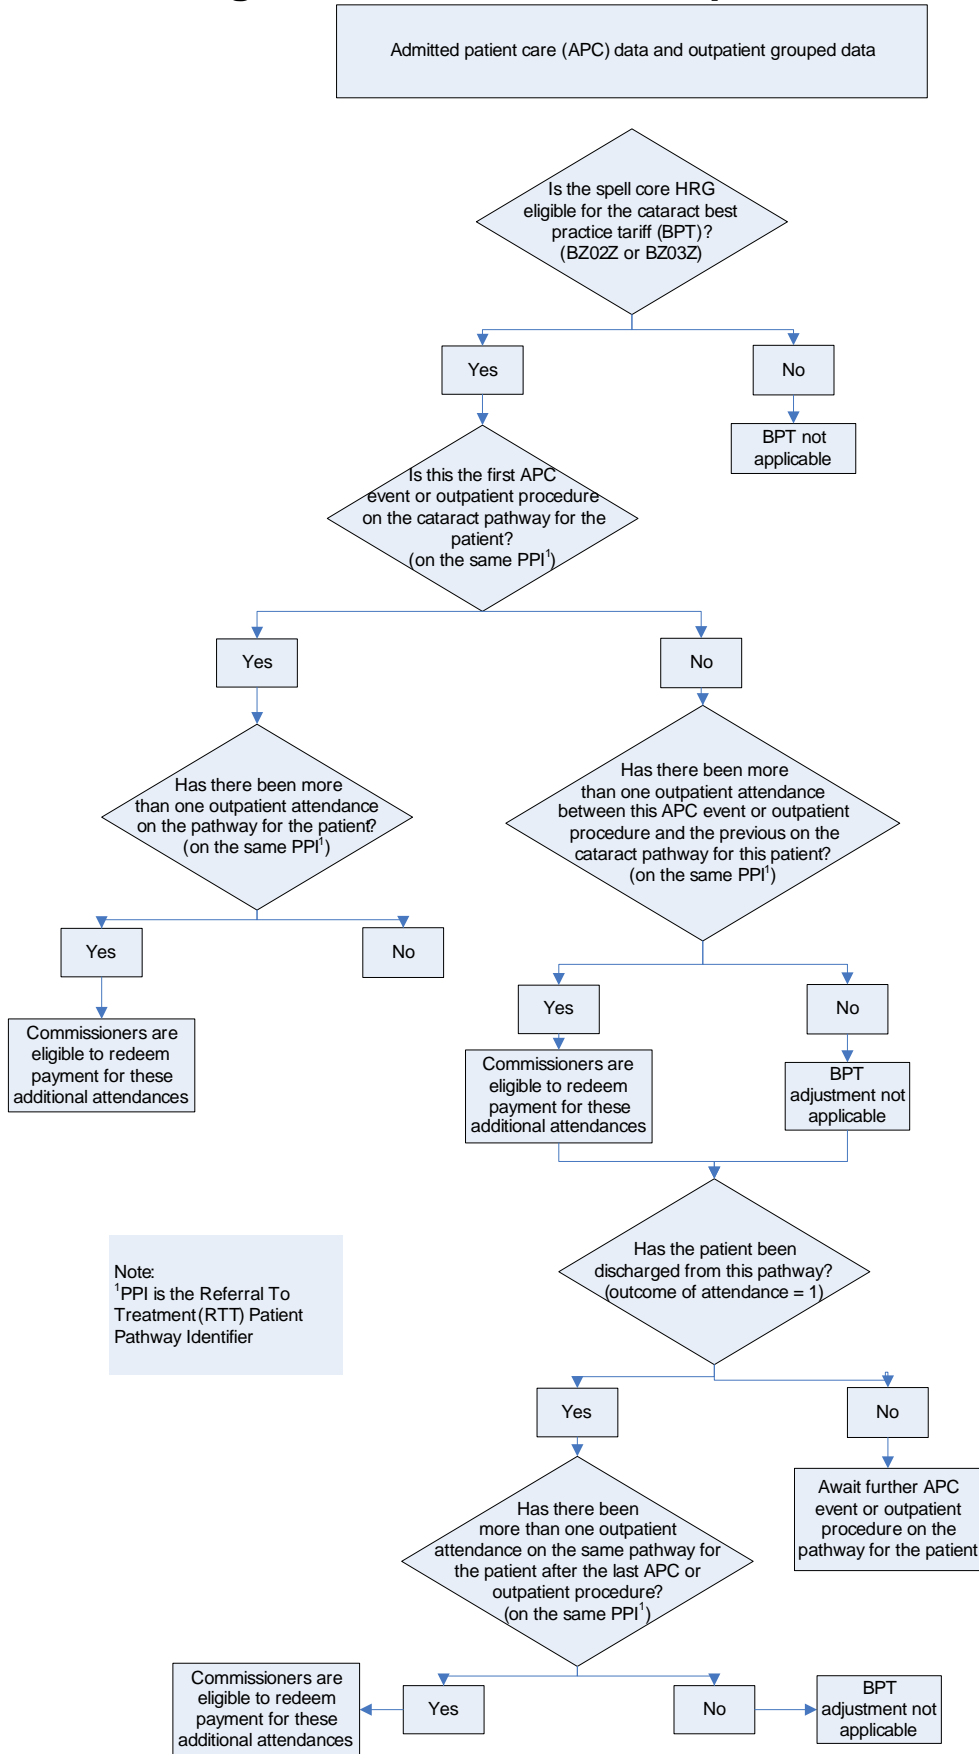 Admitted patient care (APC) data and outpatient grouped data
Is the spell core HRG
eligible for the cataract best
practice tariff (BPT)?
(BZ02Z or BZ03Z)
Yes
No
BPT not
applicable
Is this the first APC
event or outpatient procedure
on the cataract pathway for the
patient?
(on the same PPI¹)
Yes
No
Has there been more
than one outpatient attendance
on the pathway for the patient?
(on the same PPI¹)
Has there been more
than one outpatient attendance
between this APC event or outpatient
procedure and the previous on the
cataract pathway for this patient?
(on the same PPI¹)
Yes
No
Commissioners are
eligible to redeem
payment for these
additional attendances
Yes
No
Commissioners are
eligible to redeem
payment for these
additional attendances
BPT
adjustment not
applicable
Has the patient been
discharged from this pathway?
(outcome of attendance = 1)
Note:
¹PPI is the Referral To
Treatment (RTT) Patient
Pathway Identifier
Yes
No
Await further APC
event or outpatient
procedure on the
pathway for the patient
Has there been
more than one outpatient
attendance on the same pathway for
the patient after the last APC or
outpatient procedure?
(on the same PPI¹)
Commissioners are
eligible to redeem
payment for these
additional attendances
Yes
No
BPT
adjustment not
applicable